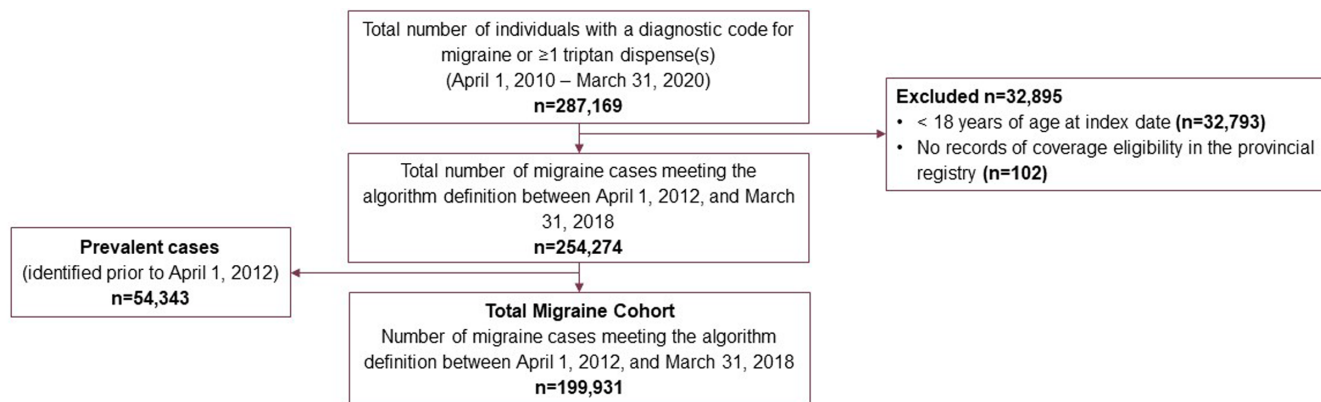 Total number of individuals with a diagnostic code for
migraine or ≥1 triptan dispense(s)
(April 1, 2010 – March 31, 2020)
n=287,169
Excluded n=32,895
• < 18 years of age at index date (n=32,793)
• No records of coverage eligibility in the provincial
registry (n=102)
Total number of migraine cases meeting the
algorithm definition between April 1, 2012, and March
31, 2018
n=254,274
Prevalent cases
(identified prior to April 1, 2012)
n=54,343
Total Migraine Cohort
Number of migraine cases meeting the algorithm
definition between April 1, 2012, and March 31, 2018
n=199,931